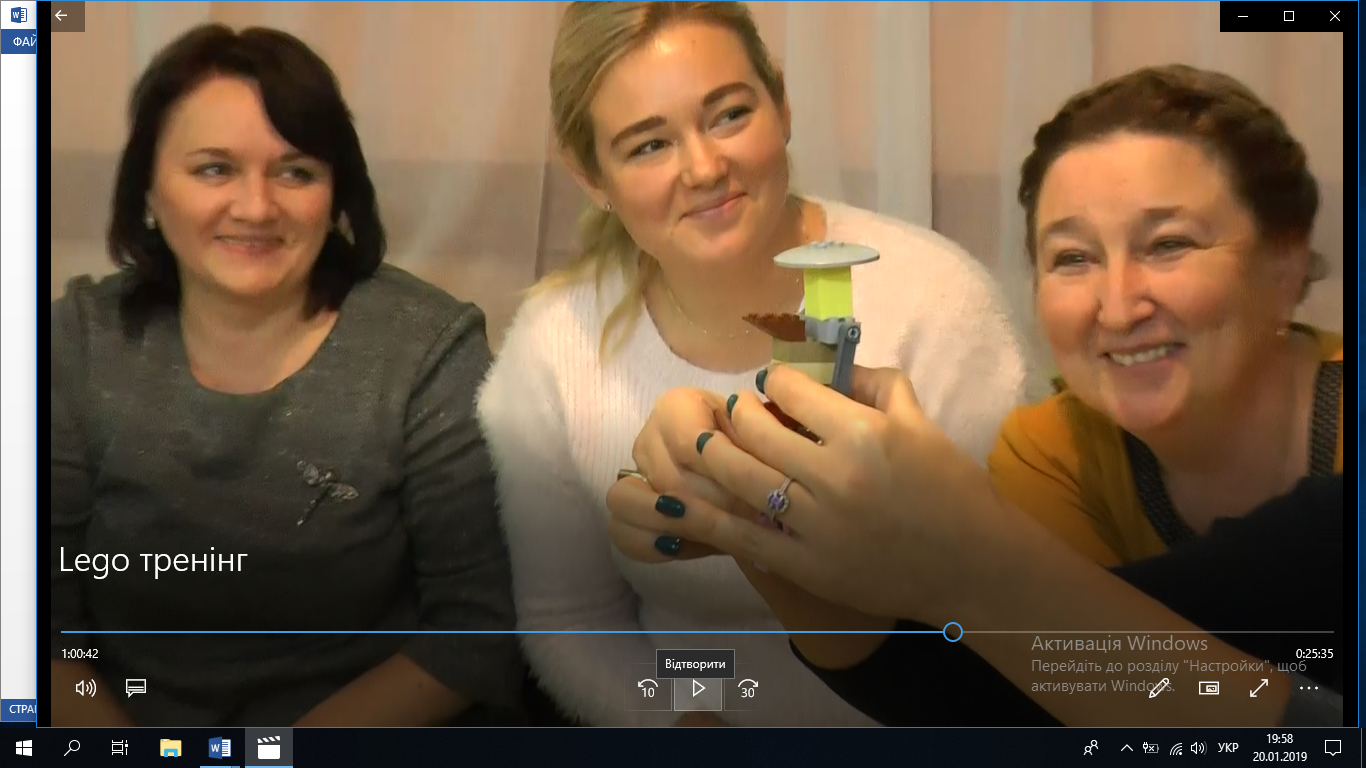 ФАЙ
Lego тренінг
1:00:42
0:25:35
Відтворити
Активація Windows
Перейдіть до розділу "Настройки", щоб
активувати Windows.
10
30
СТРАІ
УКР
19:58
20.01.2019